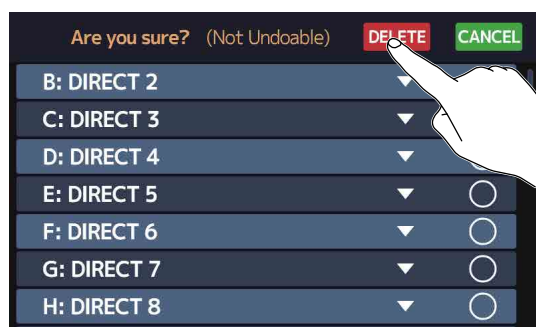 Are you sure? (Not Undoable) DELETE CANCEL
B: DIRECT 2
C: DIRECT 3
D: DIRECT 4
E: DIRECT 5
F: DIRECT 6
G: DIRECT 7
H: DIRECT 8